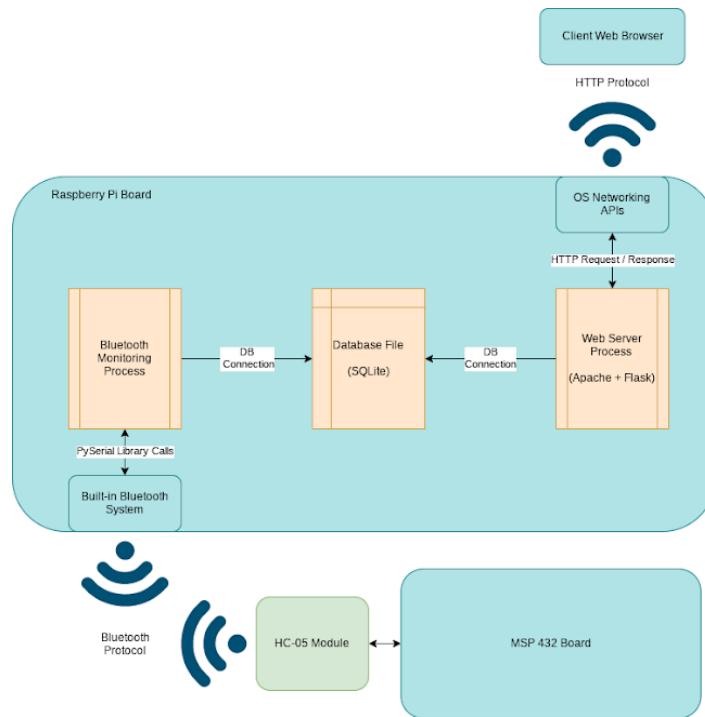 Client Web Browser
HTTP Protocol
Raspberry Pi Board
OS Networking
APIs
HTTP Request / Response
Bluetooth
Monitoring
Process
DB
Connection
Database File
(SQLite)
DB
Connection
Web Server
Process
(Apache + Flask)
PySerial Library Calls
Built-in Bluetooth
System
Bluetooth
Protocol
HC-05 Module
MSP 432 Board